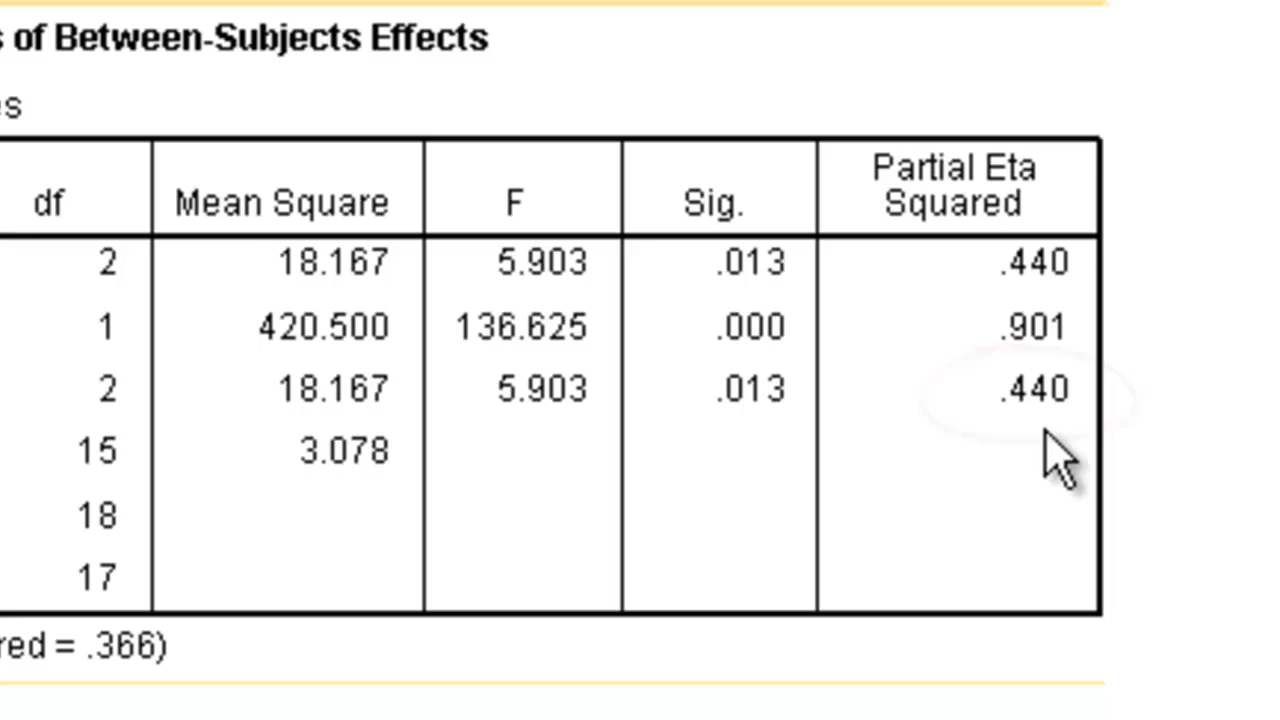 s of Between-Subjects Effects
es
df Mean Square F Sig. Partial Eta Squared
2 18.167 5.903 .013 .440
1 420.500 136.625 .000 .901
2 18.167 5.903 .013 .440
15 3.078
18
17
red = .366)